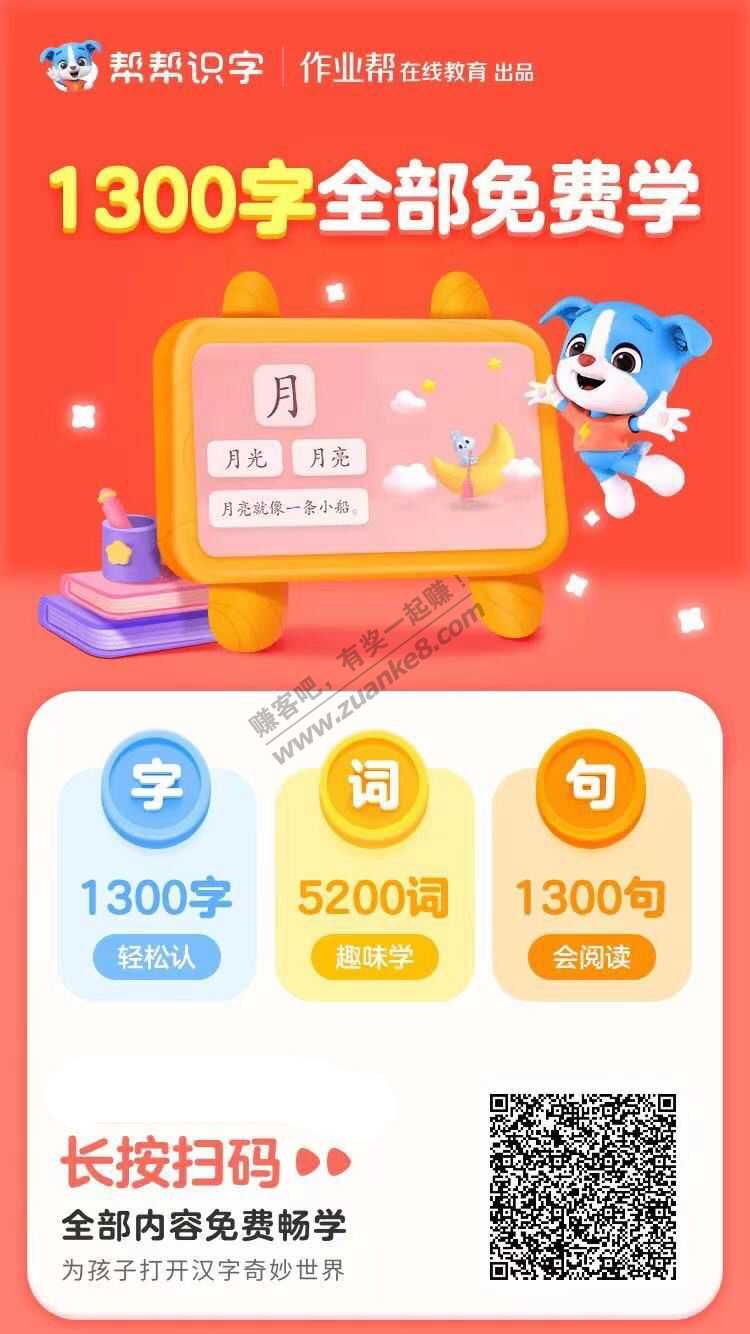 帮帮识字 | 作业帮在线教育 出品
1300字全部免费学
月
月光 月亮
月亮就像一条小船。
赚客吧，有奖一起赚！
www.zuanke8.com
字 词 句
1300字 5200词 1300句
轻松认 趣味学 会阅读
长按扫码
全部内容免费畅学
为孩子打开汉字奇妙世界